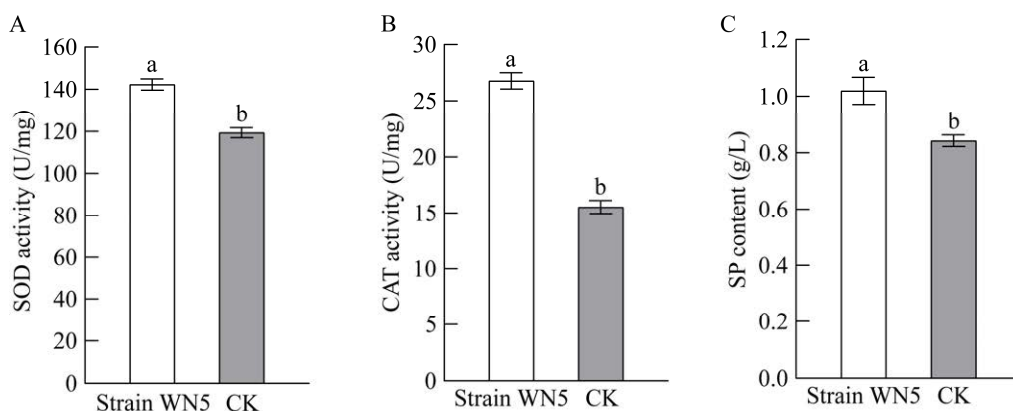 A
SOD activity (U/mg)
160
140
120
100
80
60
40
20
0
a
b
Strain WN5 CK
B
CAT activity (U/mg)
30
25
20
15
10
5
0
a
b
Strain WN5 CK
C
SP content (g/L)
1.2
1.0
0.8
0.6
0.4
0.2
0.0
a
b
Strain WN5 CK